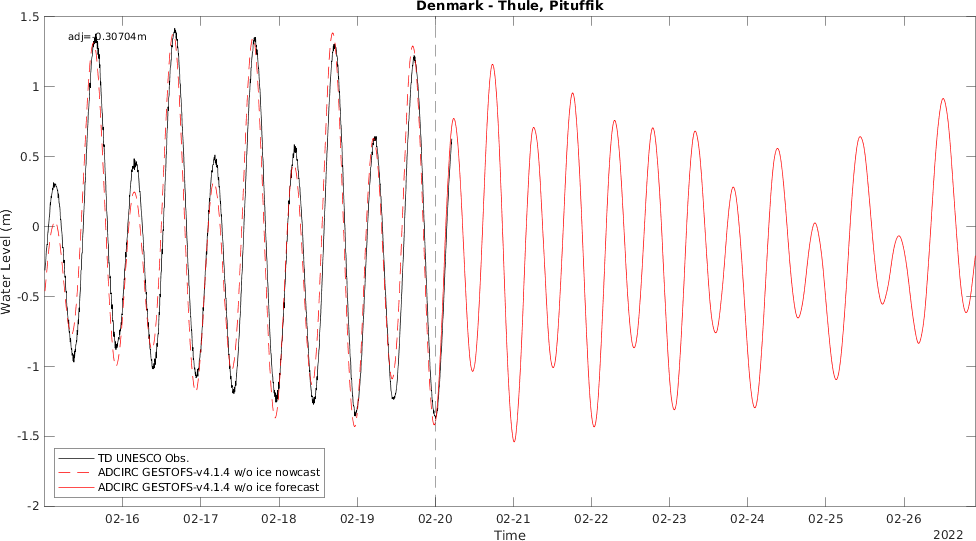 Denmark - Thule, Pituffik
adj=-0.30704m
1.5
1
0.5
0
-0.5
-1
-1.5
-2
Water Level (m)
TD UNESCO Obs.
ADCIRC GESTOFS-v4.1.4 w/o ice nowcast
ADCIRC GESTOFS-v4.1.4 w/o ice forecast
02-16 02-17 02-18 02-19 02-20 02-21 02-22 02-23 02-24 02-25 02-26
Time
2022